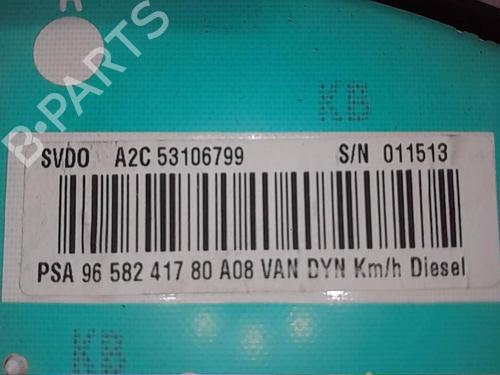 B-PARTS
KB
SVDO A2C 53106799 S/N 011513
PSA 96 582 417 80 A08 VAN DYN Km/h Diesel
KB